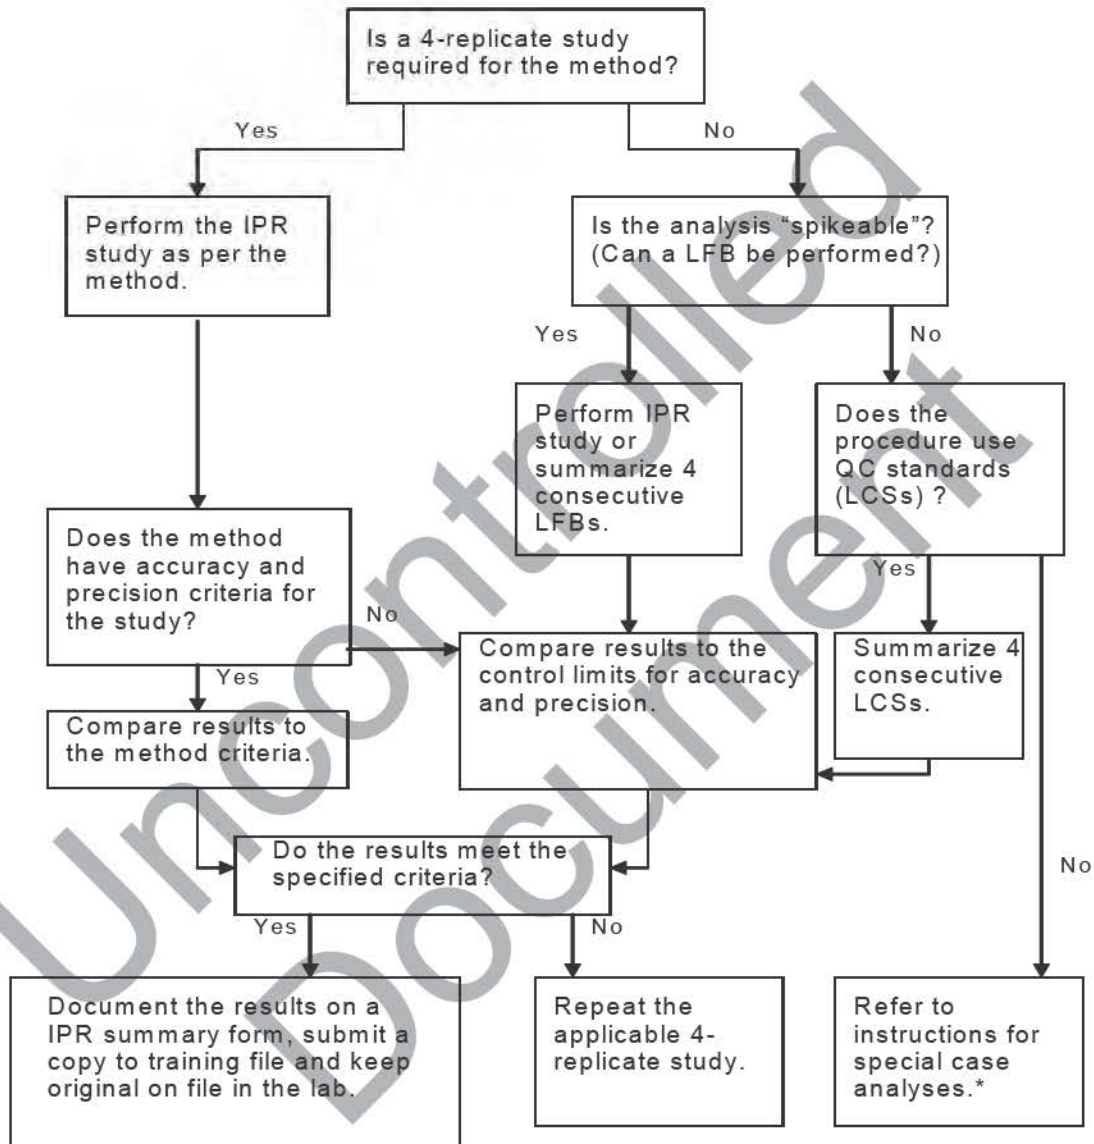 Is a 4-replicate study
required for the method?
Yes
No
Perform the IPR
study as per the
method.
Is the analysis “spikeable”?
(Can a LFB be performed?)
Yes
No
Perform IPR
study or
summarize 4
consecutive
LFBs.
Does the
procedure use
QC standards
(LCSs) ?
Does the method
have accuracy and
precision criteria for
the study?
No
Yes
Yes
Compare results to the
control limits for accuracy
and precision.
Summarize 4
consecutive
LCSs.
Compare results to
the method criteria.
Do the results meet the
specified criteria?
No
Yes
No
Document the results on a
IPR summary form, submit a
copy to training file and keep
original on file in the lab.
Repeat the
applicable 4-
replicate study.
Refer to
instructions for
special case
analyses.*
Uncontrolled
Document